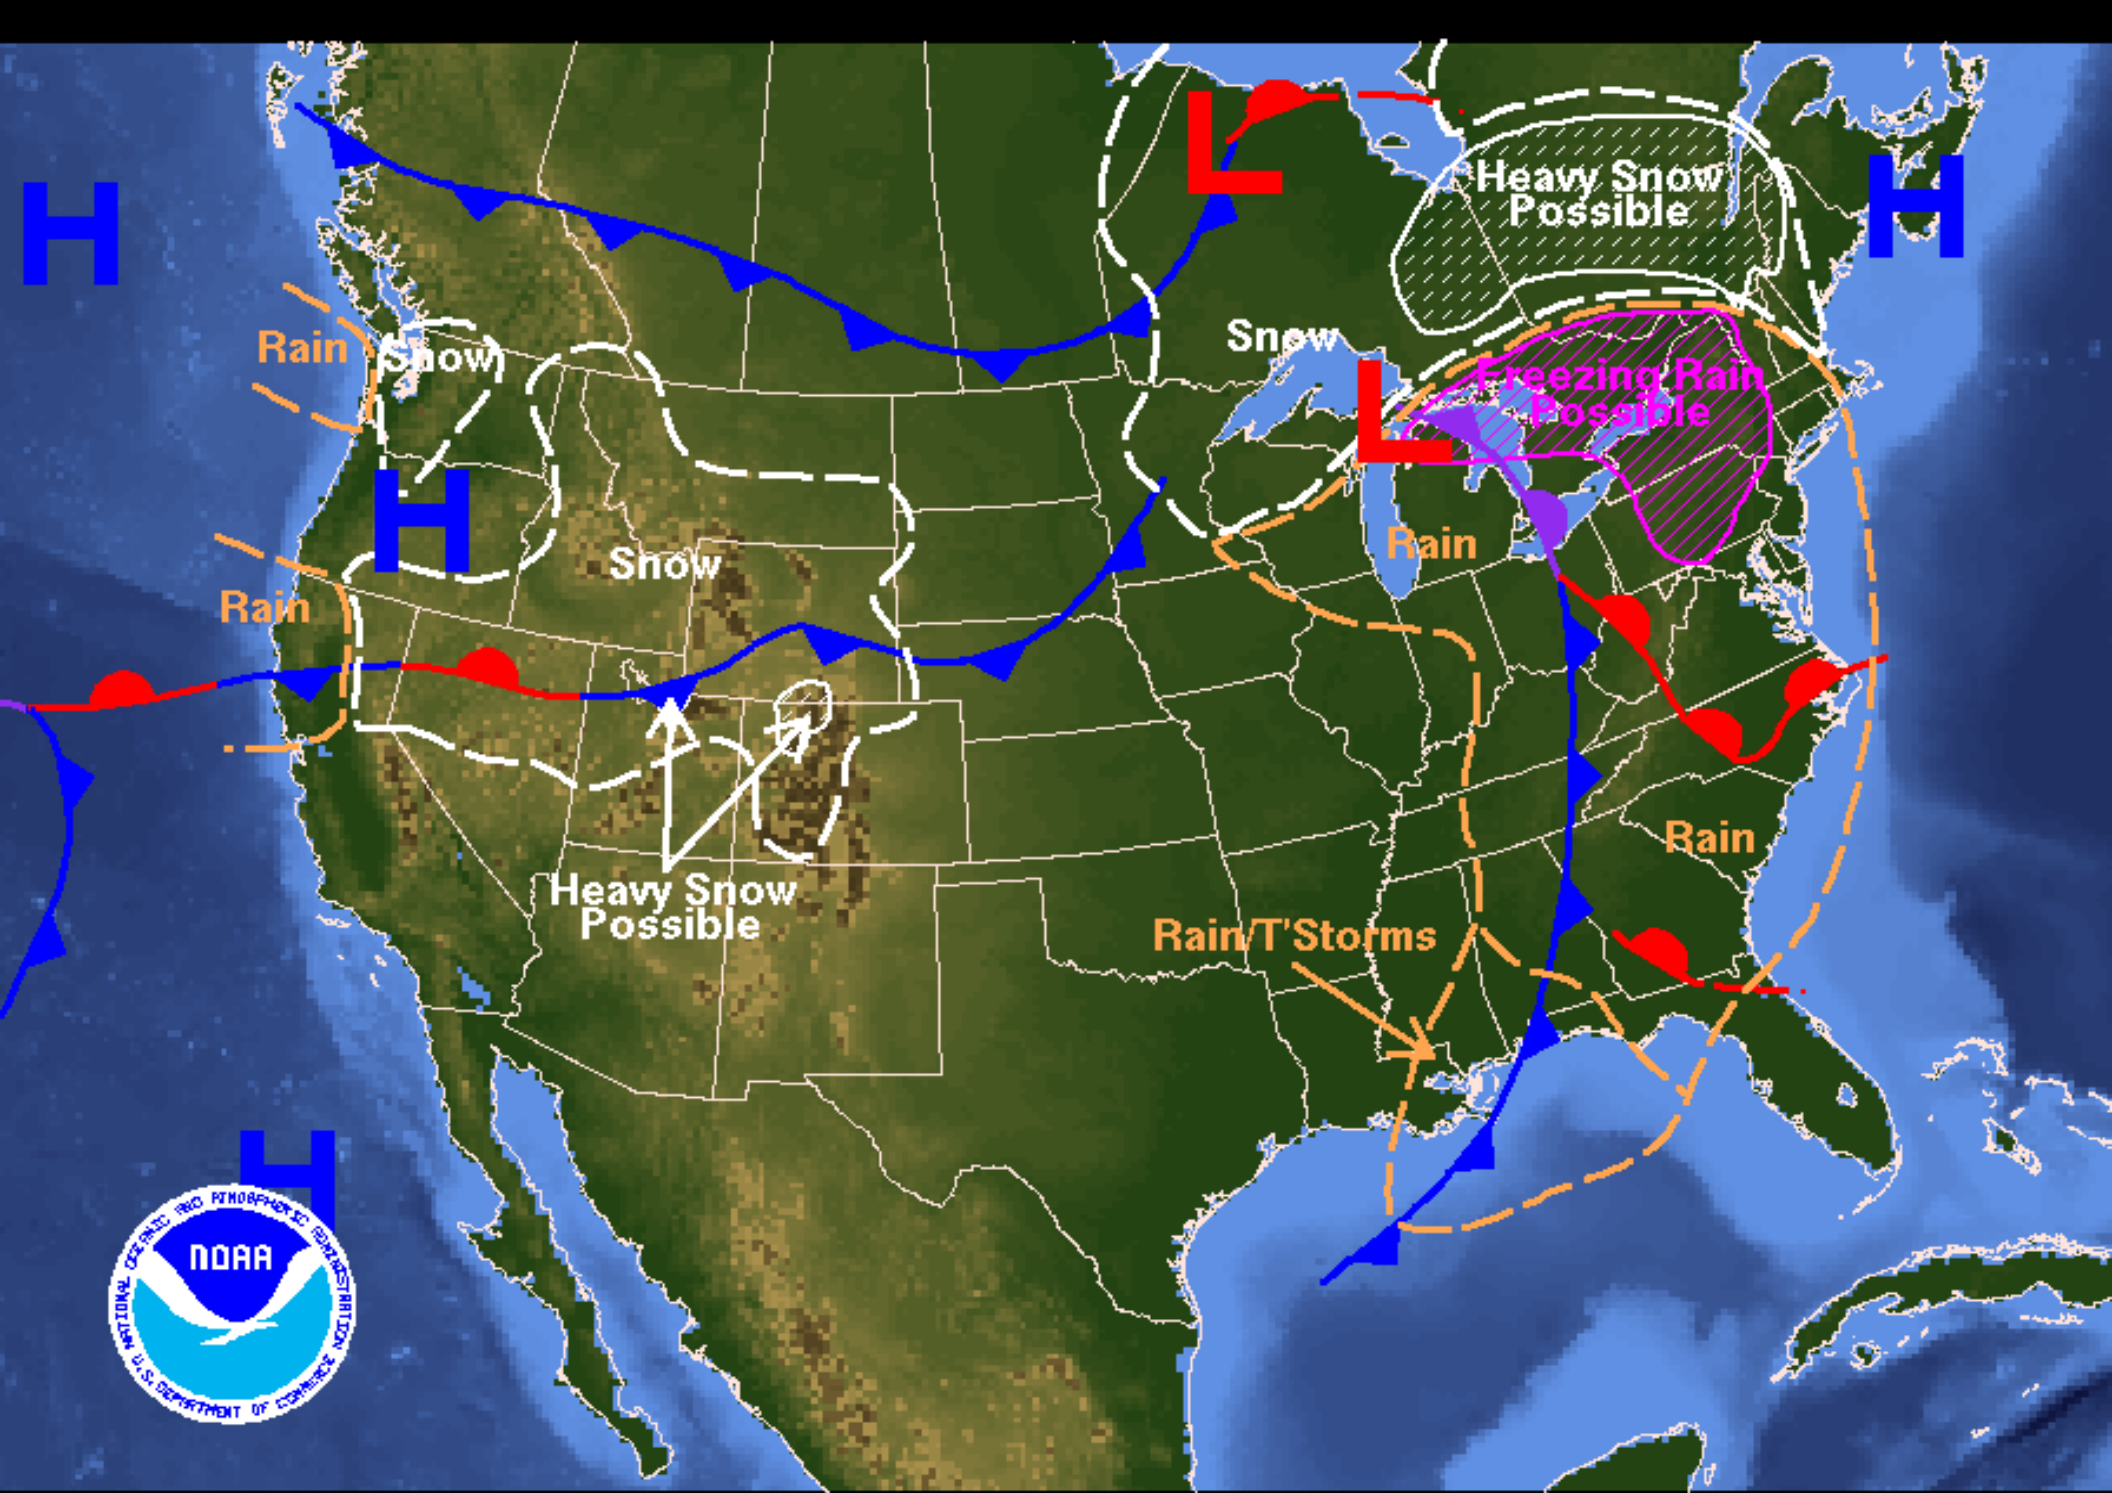 L
Heavy Snow
Possible
H
H
Rain
Snow
Snow
L
Freezing Rain
Possible
H
Rain
Snow
Rain
Rain
Heavy Snow
Possible
Rain/T'Storms
H
NATIONAL OCEANIC AND ATMOSPHERIC ADMINISTRATION
NOAA
U.S. DEPARTMENT OF COMMERCE